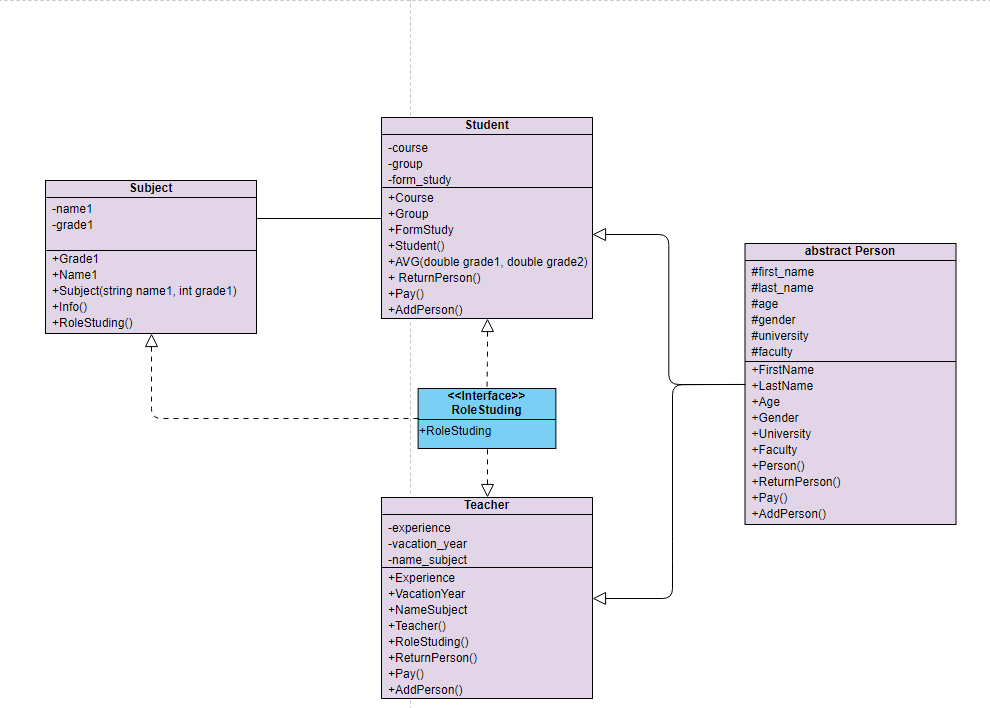 Student
-course
-group
-form_study
+Course
+Group
+FormStudy
+Student()
+AVG(double grade1, double grade2)
+ ReturnPerson()
+Pay()
+AddPerson()
Subject
-name1
-grade1
+Grade1
+Name1
+Subject(string name1, int grade1)
+Info()
+RoleStuding()
abstract Person
#first_name
#last_name
#age
#gender
#university
#faculty
+FirstName
+LastName
+Age
+Gender
+University
+Faculty
+Person()
+ReturnPerson()
+Pay()
+AddPerson()
<<Interface>>
RoleStuding
+RoleStuding
Teacher
-experience
-vacation_year
-name_subject
+Experience
+VacationYear
+NameSubject
+Teacher()
+RoleStuding()
+ReturnPerson()
+Pay()
+AddPerson()